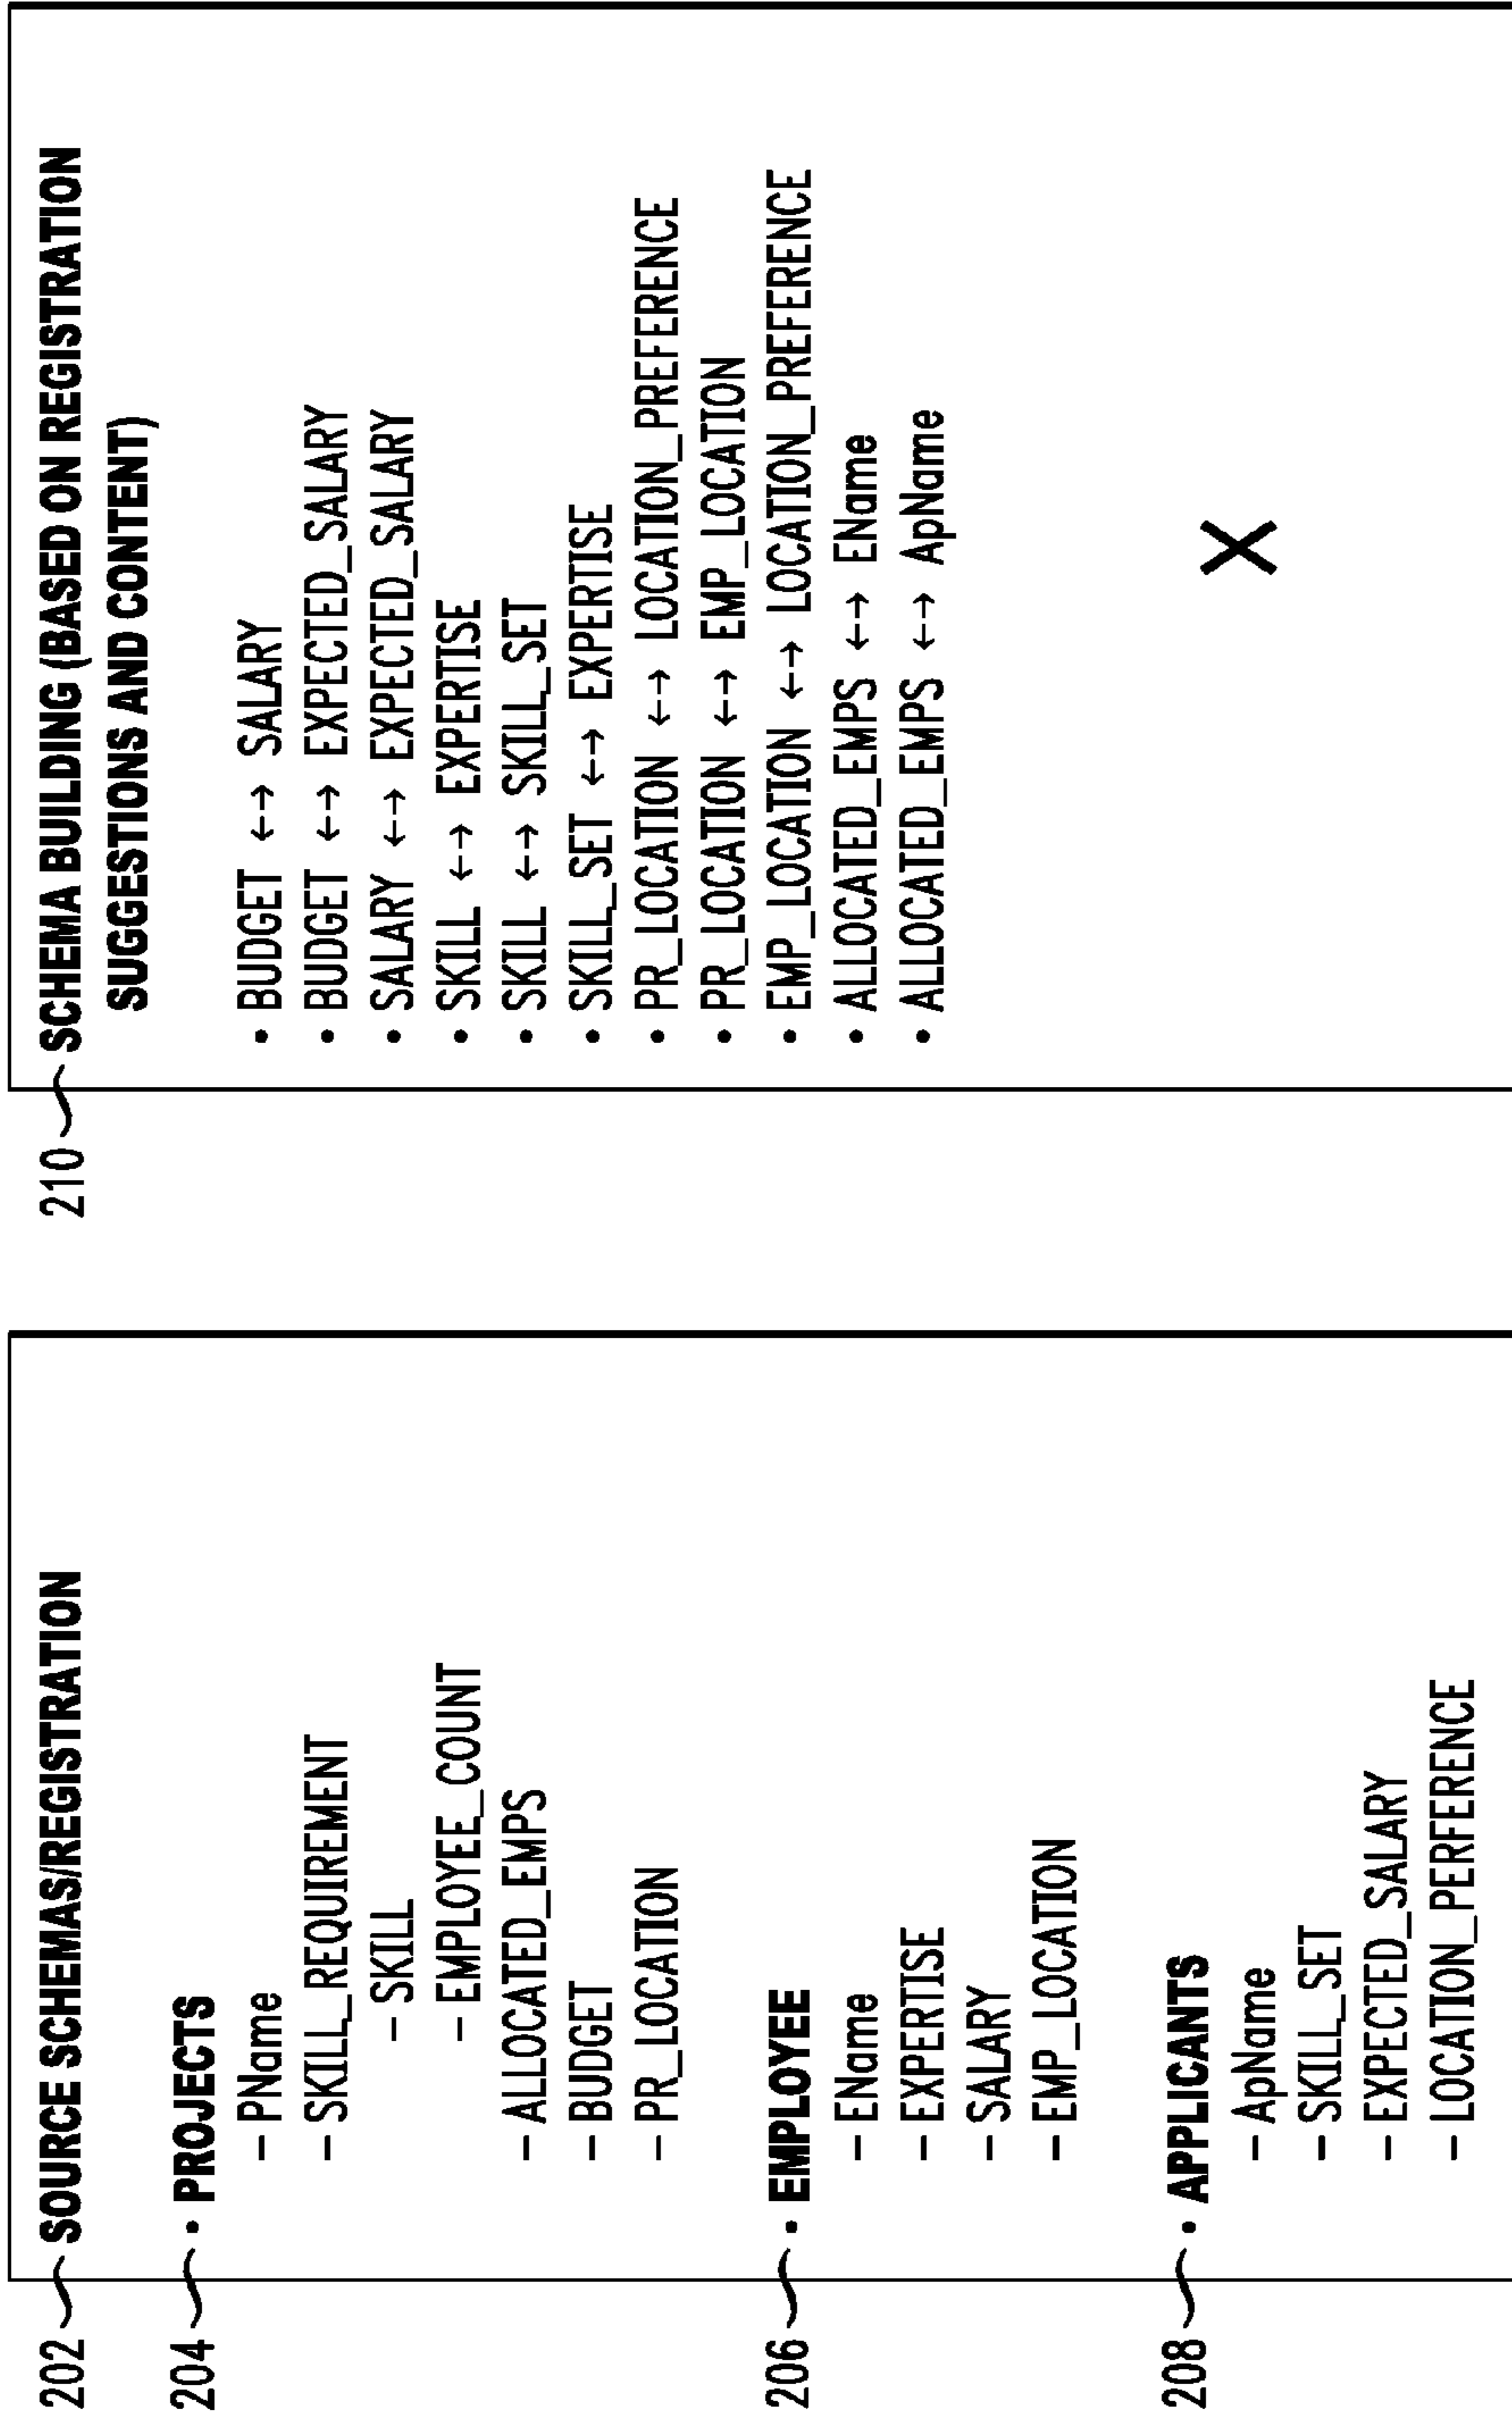 202
SOURCE SCHEMAS/REGISTRATION
204
• PROJECTS
– PName
– SKILL_REQUIREMENT
– SKILL
– EMPLOYEE_COUNT
– ALLOCATED_EMPS
– BUDGET
– PR_LOCATION
206
• EMPLOYEE
– EName
– EXPERTISE
– SALARY
– EMP_LOCATION
208
• APPLICANTS
– ApName
– SKILL_SET
– EXPECTED_SALARY
– LOCATION_PERFERENCE
210
SCHEMA BUILDING (BASED ON REGISTRATION
SUGGESTIONS AND CONTENT)
• BUDGET ↔ SALARY
• BUDGET ↔ EXPECTED_SALARY
• SALARY ↔ EXPECTED_SALARY
• SKILL ↔ EXPERTISE
• SKILL ↔ SKILL_SET
• SKILL_SET ↔ EXPERTISE
• PR_LOCATION ↔ LOCATION_PREFERENCE
• PR_LOCATION ↔ EMP_LOCATION
• EMP_LOCATION ↔ LOCATION_PREFERENCE
• ALLOCATED_EMPS ↔ EName
• ALLOCATED_EMPS ↔ ApName
X